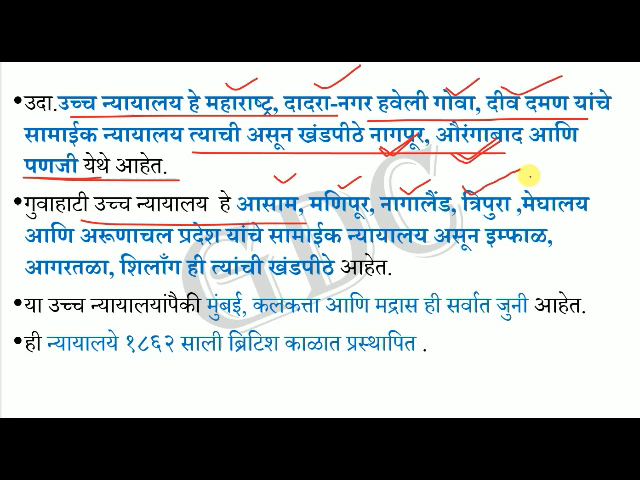 •उदा.उच्च न्यायालय हे महाराष्ट्र, दादरा-नगर हवेली गोवा, दीव दमण यांचे
सामाईक न्यायालय त्याची असून खंडपीठे नागपूर, औरंगाबाद आणि
पणजी येथे आहेत.
•गुवाहाटी उच्च न्यायालय हे आसाम, मणिपूर, नागालैंड, त्रिपुरा ,मेघालय
आणि अरूणाचल प्रदेश यांचे सामाईक न्यायालय असून इम्फाळ,
आगरतळा, शिलाँग ही त्यांची खंडपीठे आहेत.
•या उच्च न्यायालयांपैकी मुंबई, कलकत्ता आणि मद्रास ही सर्वात जुनी आहेत.
•ही न्यायालये १८६२ साली ब्रिटिश काळात प्रस्थापित .
GDC